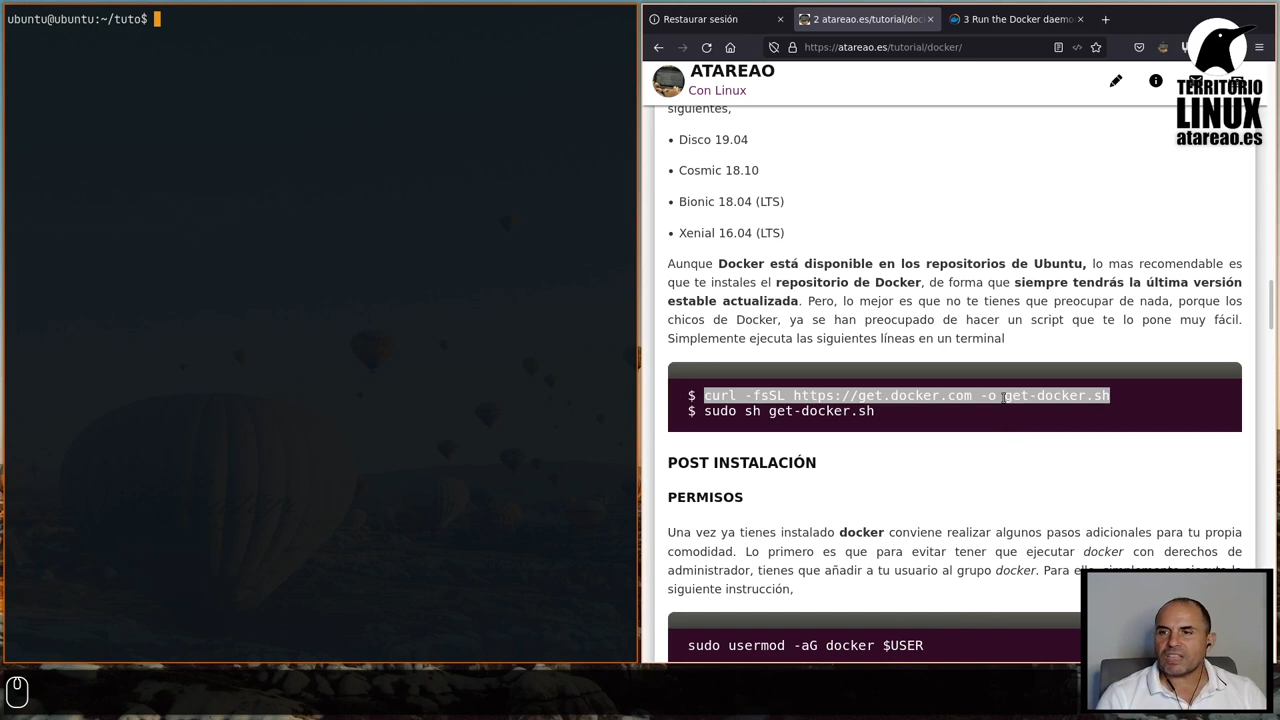 ubuntu@ubuntu:~/tuto$
Restaurar sesión
2 atareao.es/tutorial/doc
3 Run the Docker daemo
https://atareao.es/tutorial/docker/
ATAREAO
Con Linux
TERRITORIO
LINUX
atareao.es
siguientes,
• Disco 19.04
• Cosmic 18.10
• Bionic 18.04 (LTS)
• Xenial 16.04 (LTS)
Aunque Docker está disponible en los repositorios de Ubuntu, lo mas recomendable es
que te instales el repositorio de Docker, de forma que siempre tendrás la última versión
estable actualizada. Pero, lo mejor es que no te tienes que preocupar de nada, porque los
chicos de Docker, ya se han preocupado de hacer un script que te lo pone muy fácil.
Simplemente ejecuta las siguientes líneas en un terminal
$ curl -fsSL https://get.docker.com -o get-docker.sh
$ sudo sh get-docker.sh
POST INSTALACIÓN
PERMISOS
Una vez ya tienes instalado docker conviene realizar algunos pasos adicionales para tu propia
comodidad. Lo primero es que para evitar tener que ejecutar docker con derechos de
administrador, tienes que añadir a tu usuario al grupo docker. Para
siguiente instrucción,
sudo usermod -aG docker $USER